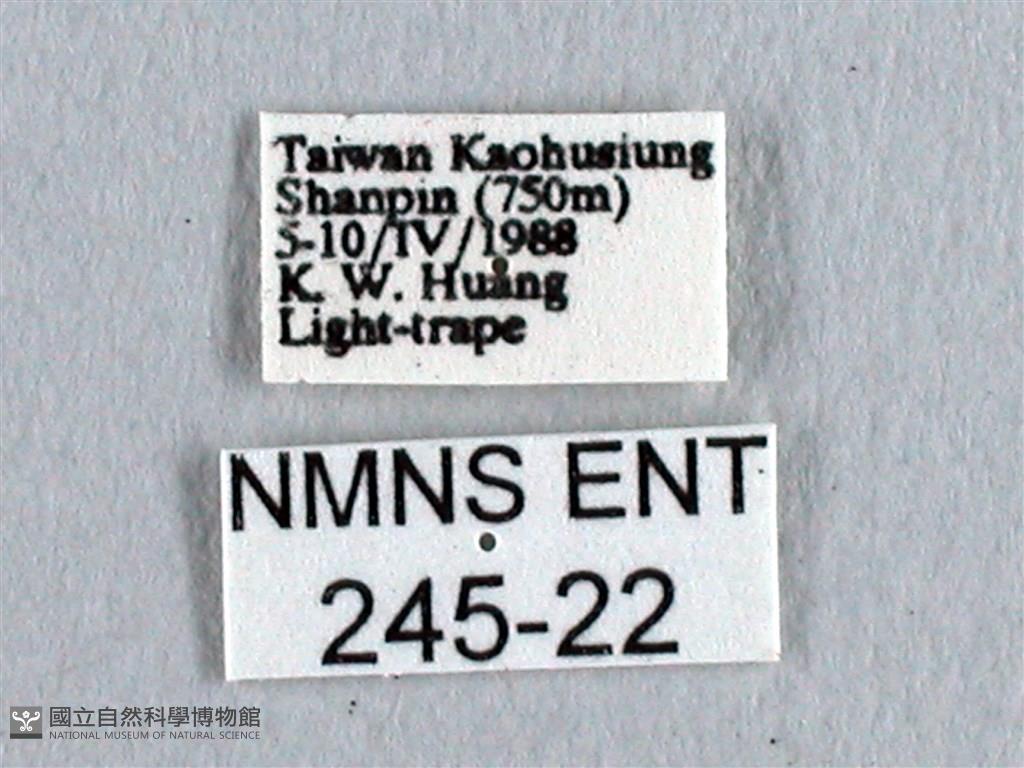 Taiwan Kaohusiung
Shanpin (750m)
5-10/IV/1988
K. W. Huang
Light-trape
NMNS ENT
245-22
國立自然科學博物館
NATIONAL MUSEUM OF NATURAL SCIENCE